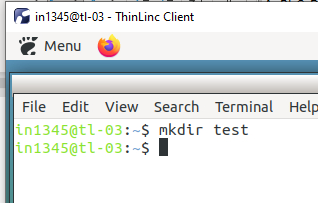 in1345@tl-03 - ThinLinc Client
Menu
File Edit View Search Terminal Help
in1345@tl-03:~$ mkdir test
in1345@tl-03:~$